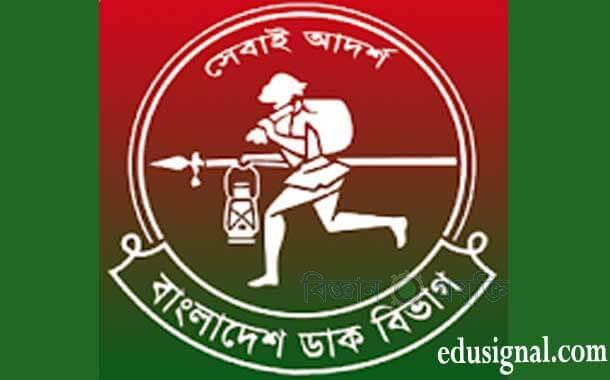 সেবাই আদর্শ
বিজ্ঞান
বাংলাদেশ ডাক বিভাগ
edusignal.com